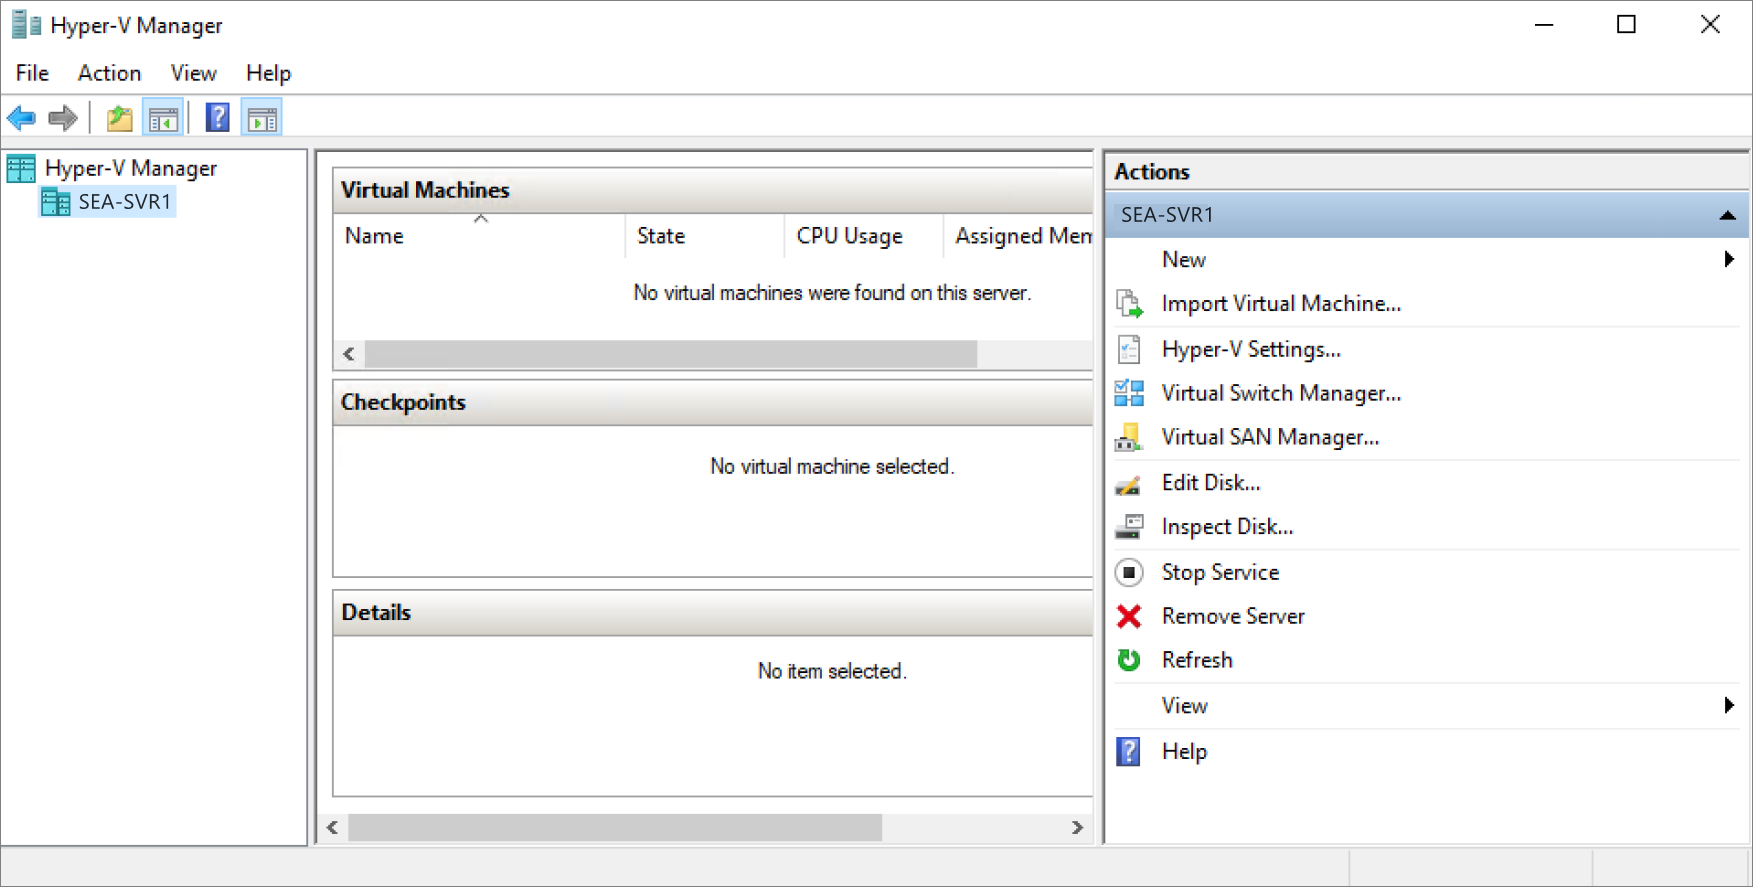 Hyper-V Manager
File Action View Help
Hyper-V Manager
SEA-SVR1
Virtual Machines
Name State CPU Usage Assigned Mem
No virtual machines were found on this server.
Checkpoints
No virtual machine selected.
Details
No item selected.
Actions
SEA-SVR1
New
Import Virtual Machine...
Hyper-V Settings...
Virtual Switch Manager...
Virtual SAN Manager...
Edit Disk...
Inspect Disk...
Stop Service
Remove Server
Refresh
View
Help